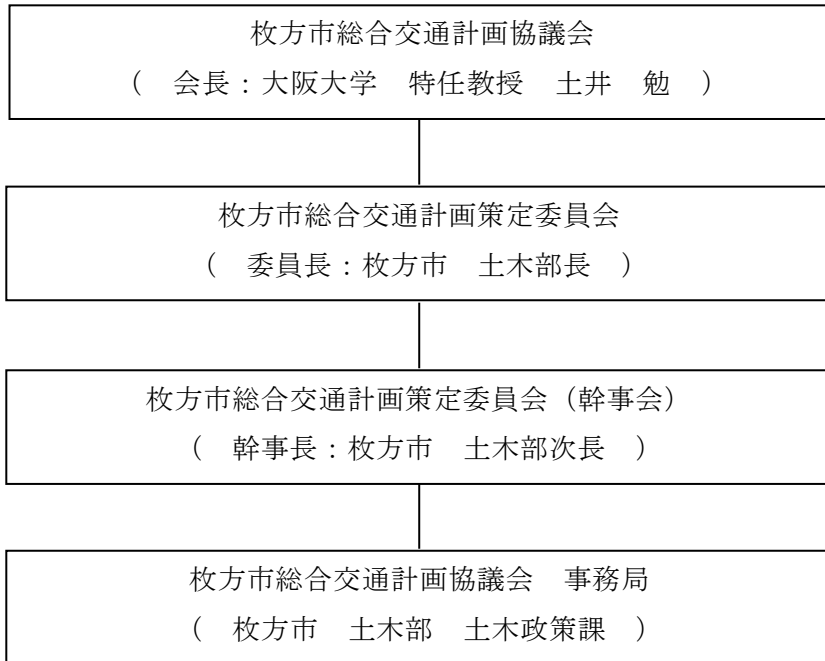 枚方市総合交通計画協議会
（　会長：大阪大学　特任教授　土井　勉　）
枚方市総合交通計画策定委員会
（　委員長：枚方市　土木部長　）
枚方市総合交通計画策定委員会（幹事会）
（　幹事長：枚方市　土木部次長　）
枚方市総合交通計画協議会　事務局
（　枚方市　土木部　土木政策課　）